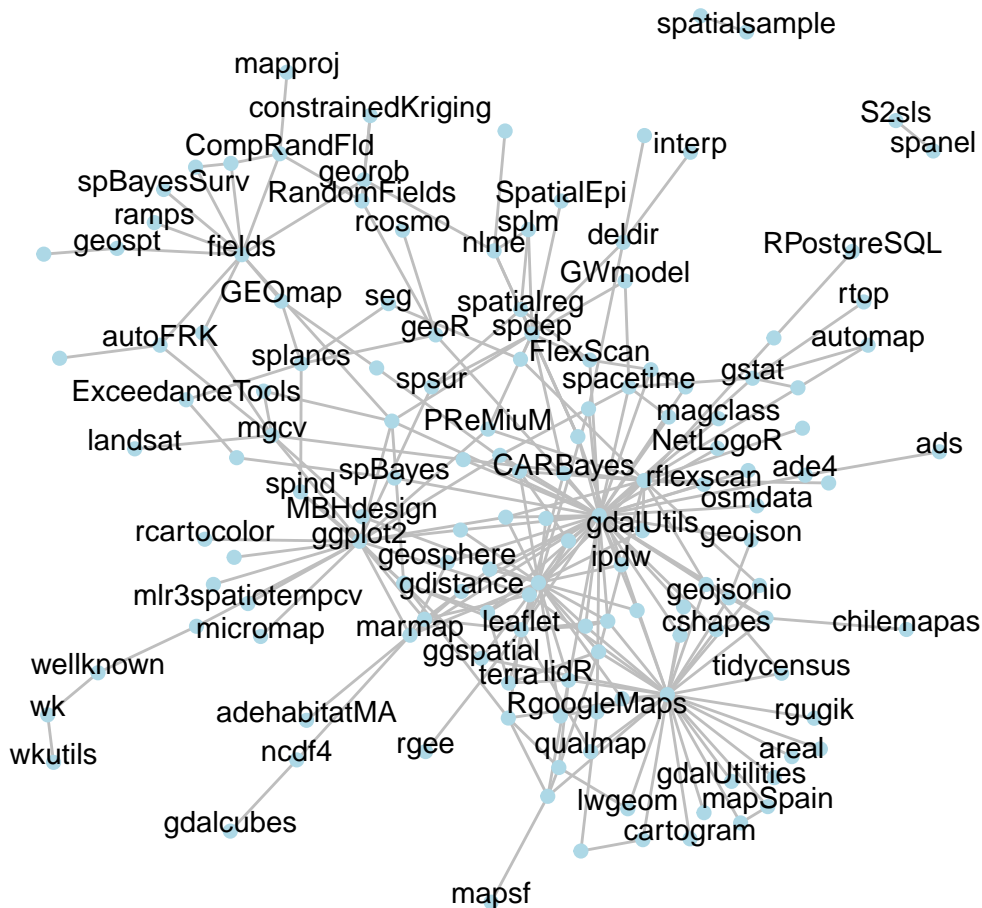 spatialsample
mapproj
constrainedKriging
S2sls
spanel
interp
CompRandFld
georob
spBayesSurv
RandomFields
SpatialEpi
ramps
rcosmo
splm
geospt
fields
nlme
deldir
RPostgreSQL
GWmodel
GEOmap
seg
spatialreg
rtop
geoR
spdep
autoFRK
automap
splancs
FlexScan
spsur
spacetime
gstat
ExceedanceTools
PReMiuM
magclass
landsat
mgcv
NetLogoR
ads
spBayes
CARBayes
rflexscan
ade4
spind
osmdata
MBHdesign
rcartocolor
ggplot2
gdalUtils
geojson
geosphere
ipdw
gdistance
mlr3spatiotempcv
geojsonio
micromap
marmap
leaflet
cshapes
chilemapas
wellknown
ggspatial
terra
lidR
tidycensus
wk
adehabitatMA
RgoogleMaps
rgugik
wkutils
ncdf4
rgee
qualmap
areal
gdalUtilities
lwgeom
mapSpain
gdalcubes
cartogram
mapsf